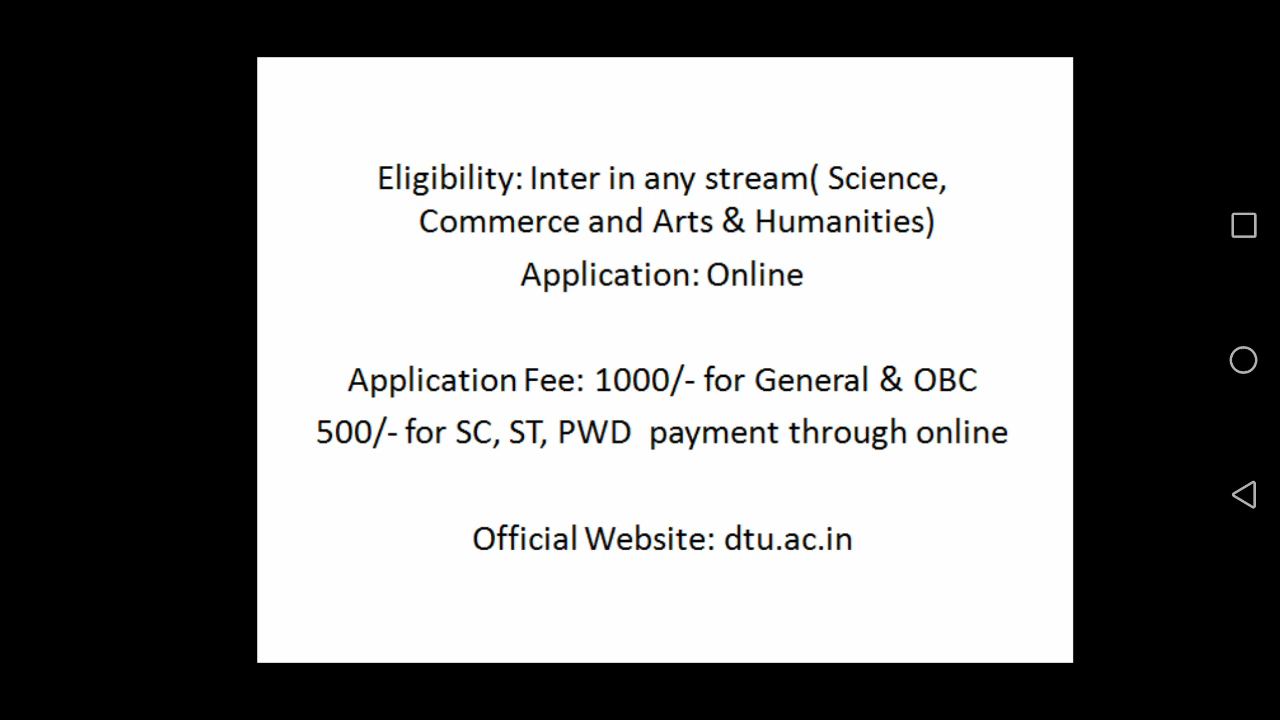 Eligibility: Inter in any stream( Science,
Commerce and Arts & Humanities)
Application: Online
Application Fee: 1000/- for General & OBC
500/- for SC, ST, PWD  payment through online
Official Website: dtu.ac.in